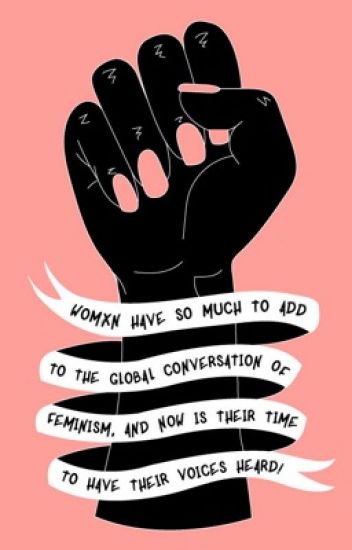 WOMXN HAVE SO MUCH TO ADD
TO THE GLOBAL CONVERSATION OF
FEMINISM, AND NOW IS THEIR TIME
TO HAVE THEIR VOICES HEARD!